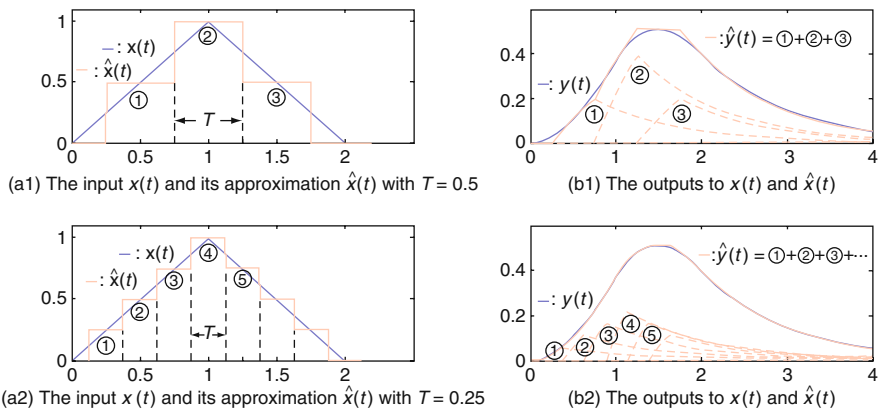 1
0.5
0
–: x(t)
–: x̂(t)
① ② ③
T
0 0.5 1 1.5 2
(a1) The input x(t) and its approximation x̂(t) with T = 0.5
0.4
0.2
0
–:ŷ(t) = ①+②+③
–: y(t)
① ② ③
0 1 2 3 4
(b1) The outputs to x(t) and x̂(t)
1
0.5
0
–: x(t)
–: x̂(t)
① ② ③ ④ ⑤
T
0 0.5 1 1.5 2
(a2) The input x (t) and its approximation x̂(t) with T = 0.25
0.4
0.2
0
–:ŷ(t) = ①+②+③+···
–: y(t)
① ② ③ ④ ⑤
0 1 2 3 4
(b2) The outputs to x(t) and x̂(t)